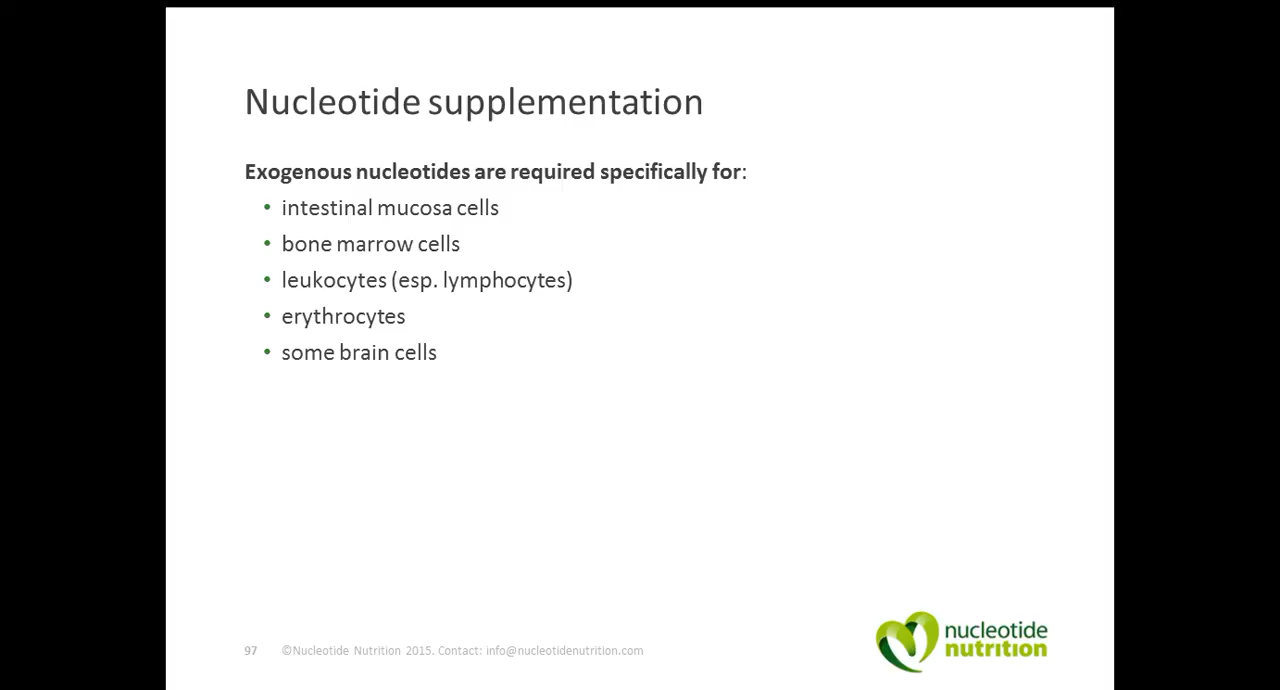 Nucleotide supplementation
Exogenous nucleotides are required specifically for:
• intestinal mucosa cells
• bone marrow cells
• leukocytes (esp. lymphocytes)
• erythrocytes
• some brain cells
97 ©Nucleotide Nutrition 2015. Contact: info@nucleotidenutrition.com
nucleotide
nutrition